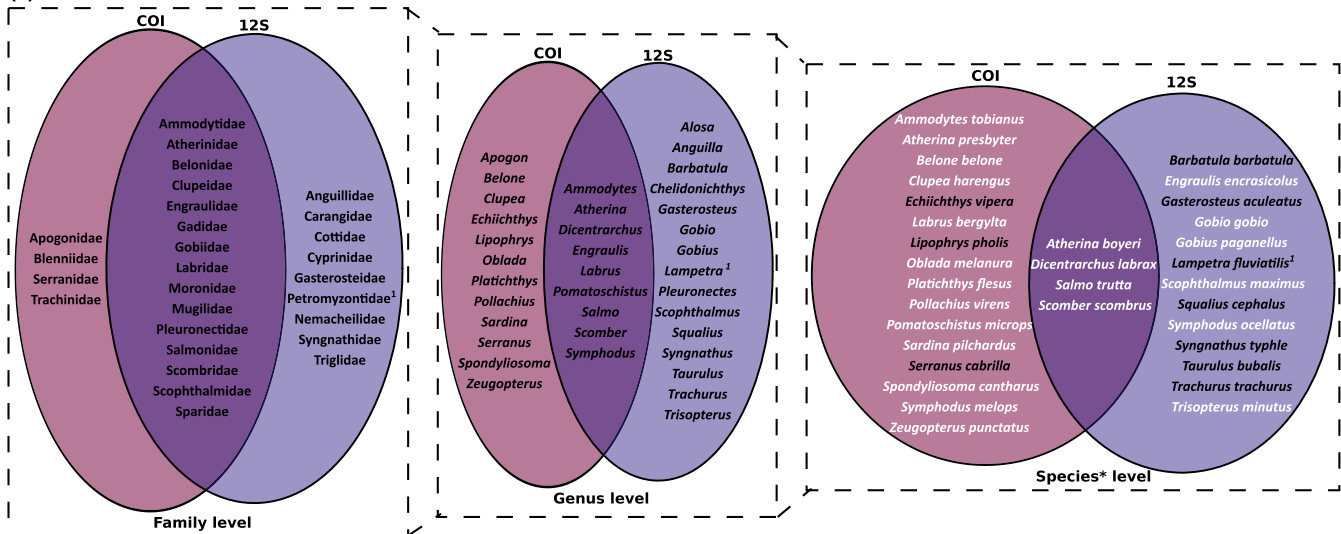 COI
12S
Apogonidae
Blenniidae
Serranidae
Trachinidae
Ammodytidae
Atherinidae
Belonidae
Clupeidae
Engraulidae
Gadidae
Gobiidae
Labridae
Moronidae
Mugilidae
Pleuronectidae
Salmonidae
Scombridae
Scophthalmidae
Sparidae
Anguillidae
Carangidae
Cottidae
Cyprinidae
Gasterosteidae
Petromyzontidae¹
Nemacheilidae
Syngnathidae
Triglidae
Family level
COI
12S
Apogon
Belone
Clupea
Echiichthys
Lipophrys
Oblada
Platichthys
Pollachius
Sardina
Serranus
Spondyliosoma
Zeugopterus
Ammodytes
Atherina
Dicentrarchus
Engraulis
Labrus
Pomatoschistus
Salmo
Scomber
Symphodus
Alosa
Anguilla
Barbatula
Chelidonichthys
Gasterosteus
Gobio
Gobius
Lampetra ¹
Pleuronectes
Scophthalmus
Squalius
Syngnathus
Taurulus
Trachurus
Trisopterus
Genus level
COI
12S
Ammodytes tobianus
Atherina presbyter
Belone belone
Clupea harengus
Echiichthys vipera
Labrus bergylta
Lipophrys pholis
Oblada melanura
Platichthys flesus
Pollachius virens
Pomatoschistus microps
Sardina pilchardus
Serranus cabrilla
Spondyliosoma cantharus
Symphodus melops
Zeugopterus punctatus
Atherina boyeri
Dicentrarchus labrax
Salmo trutta
Scomber scombrus
Barbatula barbatula
Engraulis encrasicolus
Gasterosteus aculeatus
Gobio gobio
Gobius paganellus
Lampetra fluviatilis¹
Scophthalmus maximus
Squalius cephalus
Symphodus ocellatus
Syngnathus typhle
Taurulus bubalis
Trachurus trachurus
Trisopterus minutus
Species* level